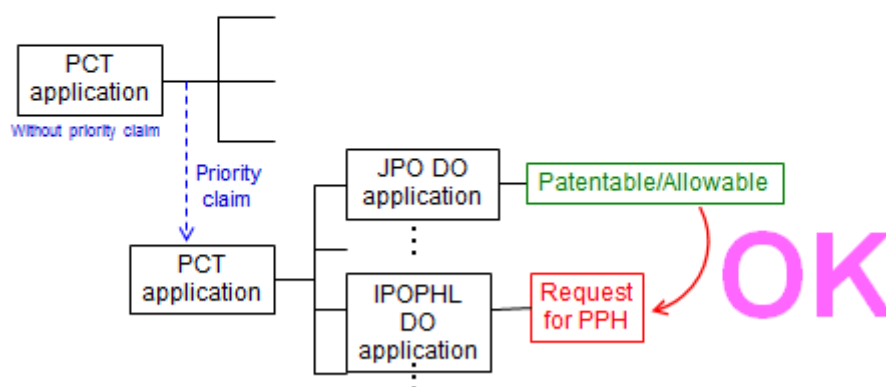 PCT
application
Without priority claim
Priority
claim
JPO DO
application
Patentable/Allowable
OK
PCT
application
IPOPHL
DO
application
Request
for PPH